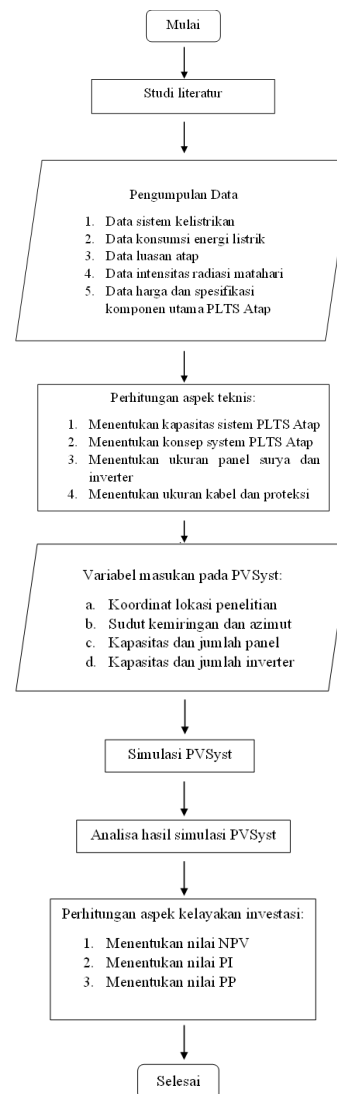 Mulai
Studi literatur
Pengumpulan Data
1. Data sistem kelistrikan
2. Data konsumsi energi listrik
3. Data luasan atap
4. Data intensitas radiasi matahari
5. Data harga dan spesifikasi
komponen utama PLTS Atap
Perhitungan aspek teknis:
1. Menentukan kapasitas sistem PLTS Atap
2. Menentukan konsep system PLTS Atap
3. Menentukan ukuran panel surya dan
inverter
4. Menentukan ukuran kabel dan proteksi
Variabel masukan pada PVSyst:
a. Koordinat lokasi penelitian
b. Sudut kemiringan dan azimut
c. Kapasitas dan jumlah panel
d. Kapasitas dan jumlah inverter
Simulasi PVSyst
Analisa hasil simulasi PVSyst
Perhitungan aspek kelayakan investasi:
1. Menentukan nilai NPV
2. Menentukan nilai PI
3. Menentukan nilai PP
Selesai